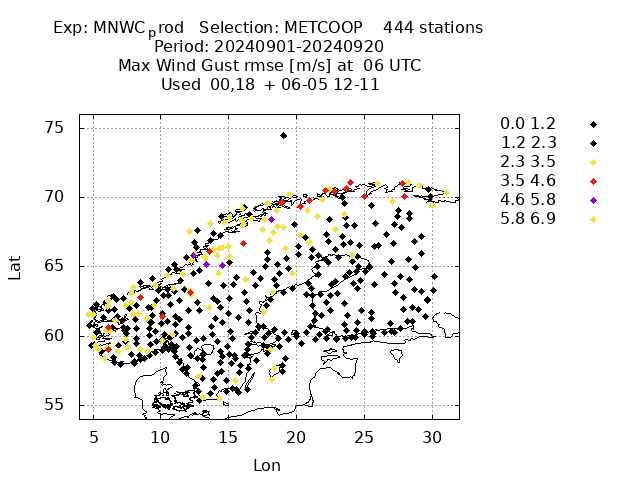 Exp: MNWCprod Selection: METCOOP 444 stations
Period: 20240901-20240920
Max Wind Gust rmse [m/s] at 06 UTC
Used 00,18 + 06-05 12-11
75
70
65
60
55
5 10 15 20 25 30
Lat
Lon
0.0 1.2
1.2 2.3
2.3 3.5
3.5 4.6
4.6 5.8
5.8 6.9